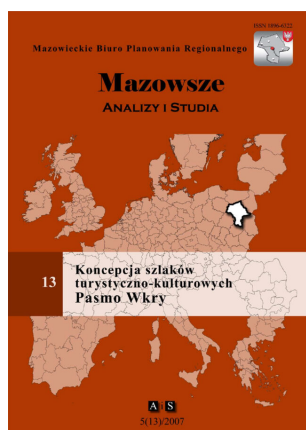 ISSN 1896-6322
Mazowieckie Biuro Planowania Regionalnego
Mazowsze
ANALIZY I STUDIA
13
Koncepcja szlaków
turystyczno-kulturowych
Pasmo Wkry
A i S
5(13)/2007